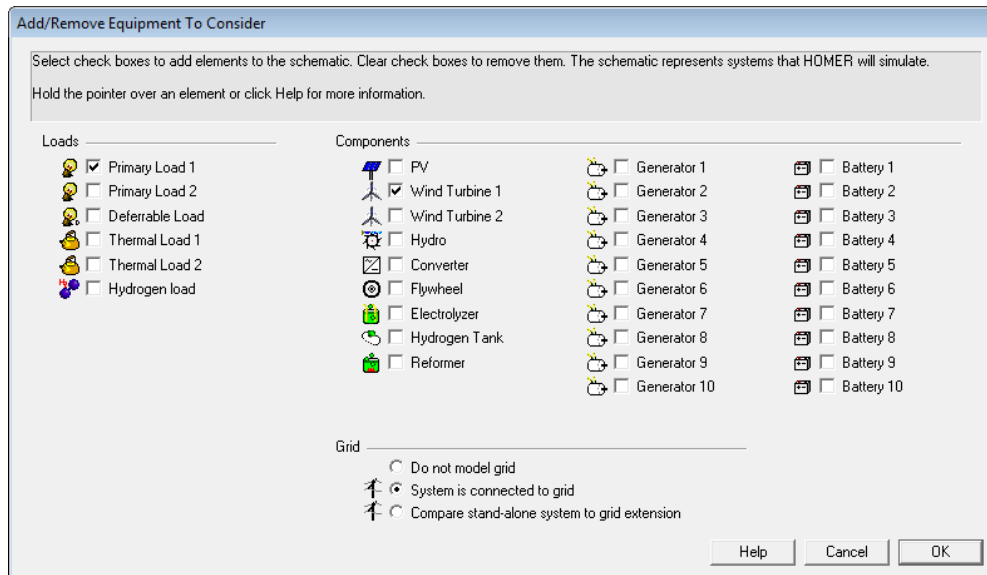 Add/Remove Equipment To Consider
Select check boxes to add elements to the schematic. Clear check boxes to remove them. The schematic represents systems that HOMER will simulate.
Hold the pointer over an element or click Help for more information.
Loads
Primary Load 1
Primary Load 2
Deferrable Load
Thermal Load 1
Thermal Load 2
Hydrogen load
Components
PV
Wind Turbine 1
Wind Turbine 2
Hydro
Converter
Flywheel
Electrolyzer
Hydrogen Tank
Reformer
Generator 1
Generator 2
Generator 3
Generator 4
Generator 5
Generator 6
Generator 7
Generator 8
Generator 9
Generator 10
Battery 1
Battery 2
Battery 3
Battery 4
Battery 5
Battery 6
Battery 7
Battery 8
Battery 9
Battery 10
Grid
Do not model grid
System is connected to grid
Compare stand-alone system to grid extension
Help Cancel OK